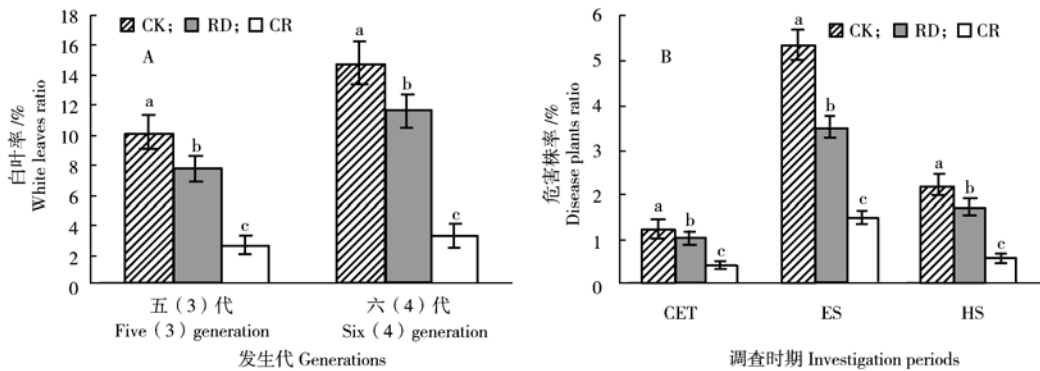 18
16
14
12
10
8
6
4
2
0
白叶率 /%
White leaves ratio
CK； RD； CR
A
a
b
c
a
b
c
五（3）代
Five（3）generation
六（4）代
Six（4）generation
发生代 Generations
6
5
4
3
2
1
0
危害株率 /%
Disease plants ratio
CK； RD； CR
B
a
b
c
a
b
c
a
b
c
CET
ES
HS
调查时期 Investigation periods